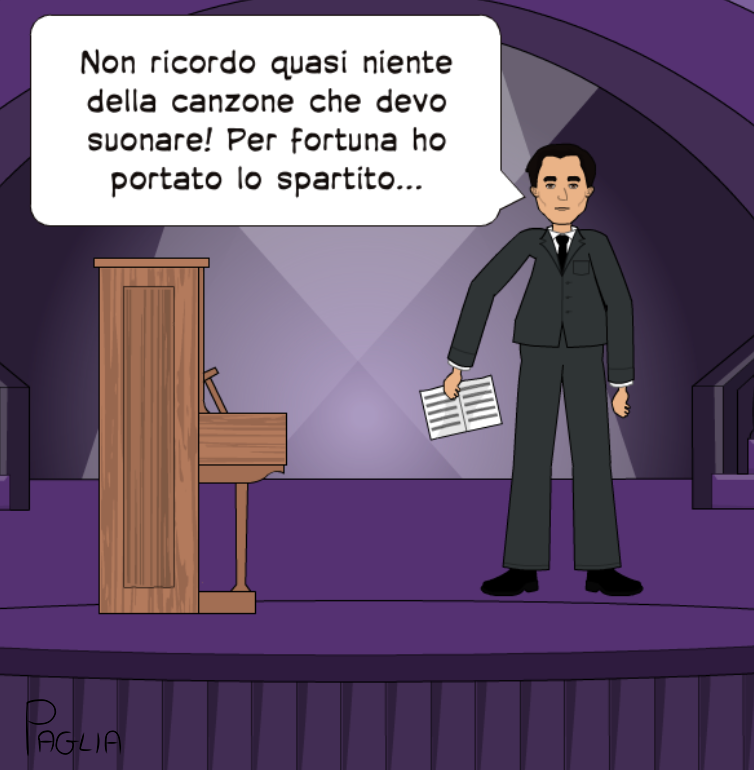 Non ricordo quasi niente
della canzone che devo
suonare! Per fortuna ho
portato lo spartito...
PAGLIA